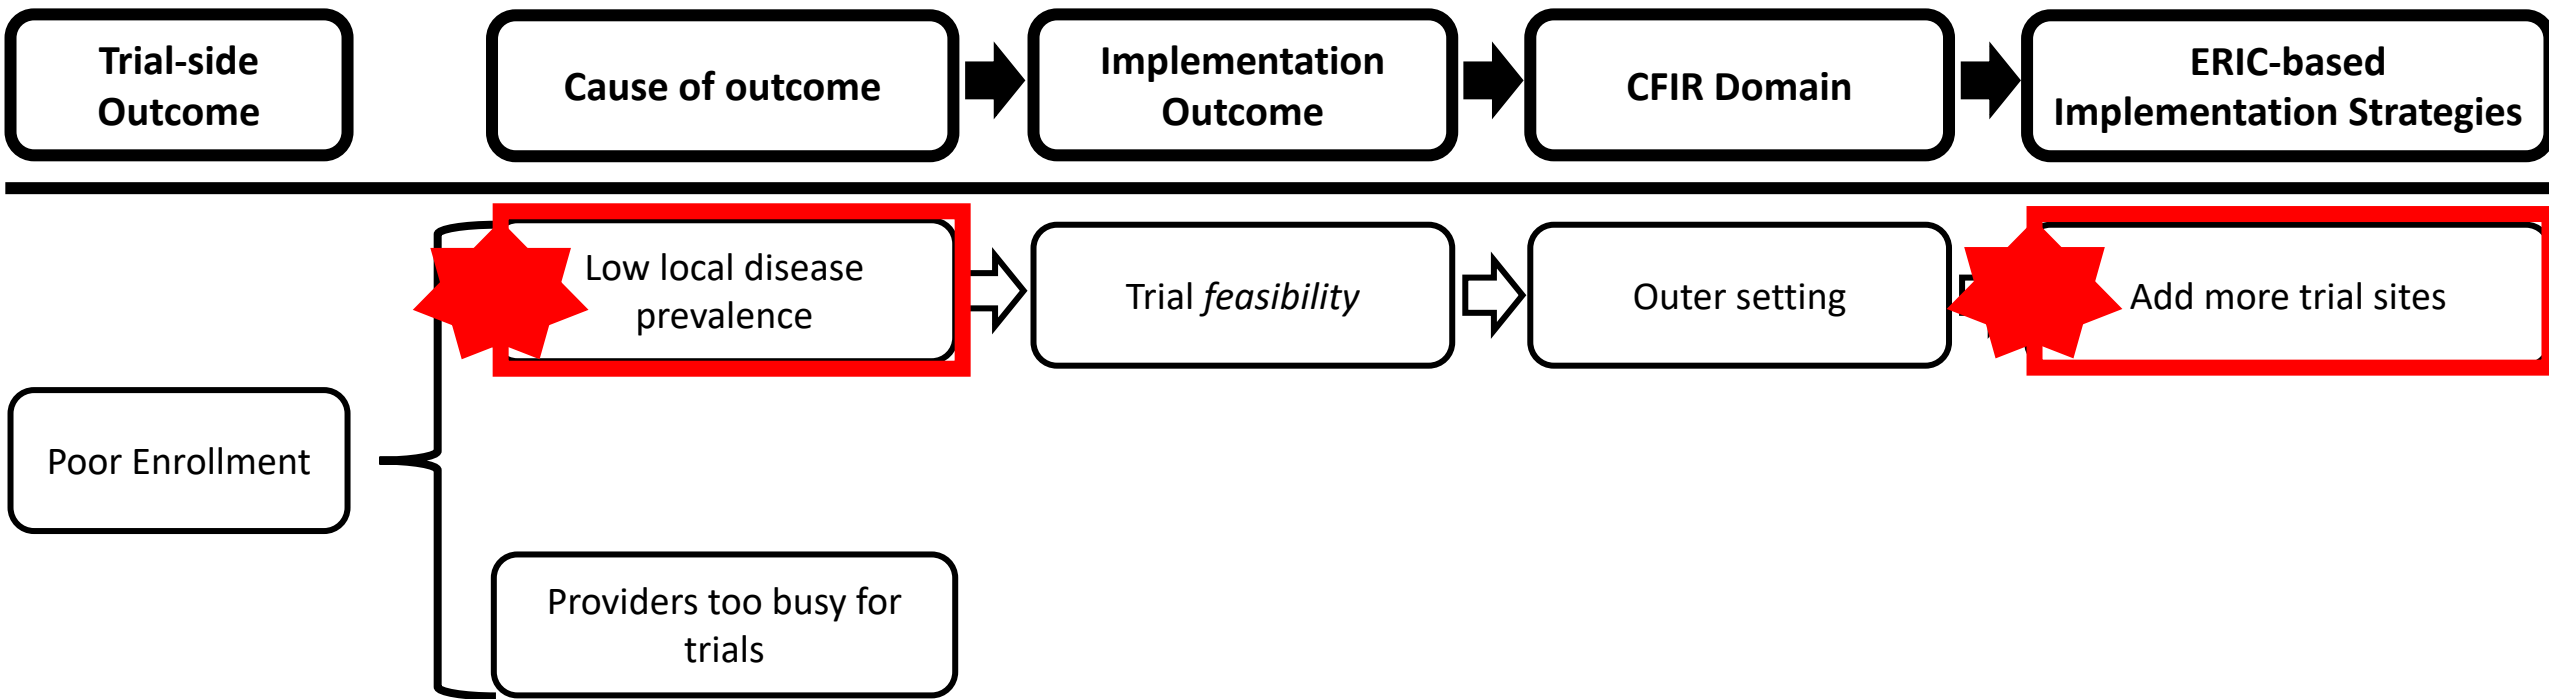 Trial-side
Outcome
Cause of outcome
Implementation
Outcome
CFIR Domain
ERIC-based
Implementation Strategies
Low local disease
prevalence
Trial feasibility
Outer setting
Add more trial sites
Poor Enrollment
Providers too busy for
trials